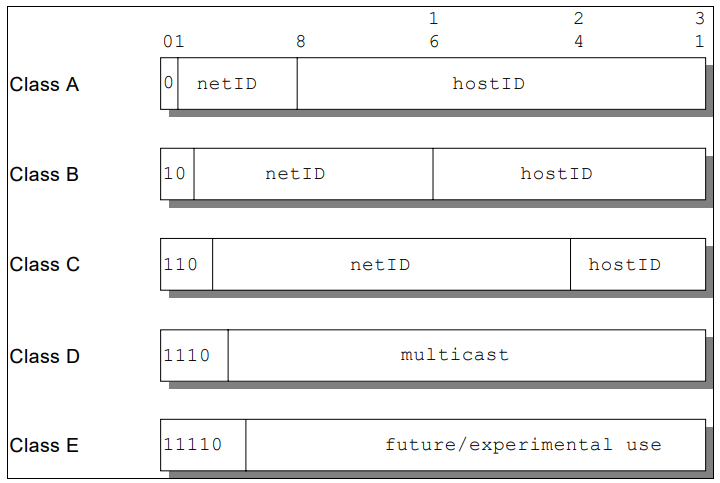 1 2 3
01 8 6 4 1
Class A 0 netID hostID
Class B 10 netID hostID
Class C 110 netID hostID
Class D 1110 multicast
Class E 11110 future/experimental use